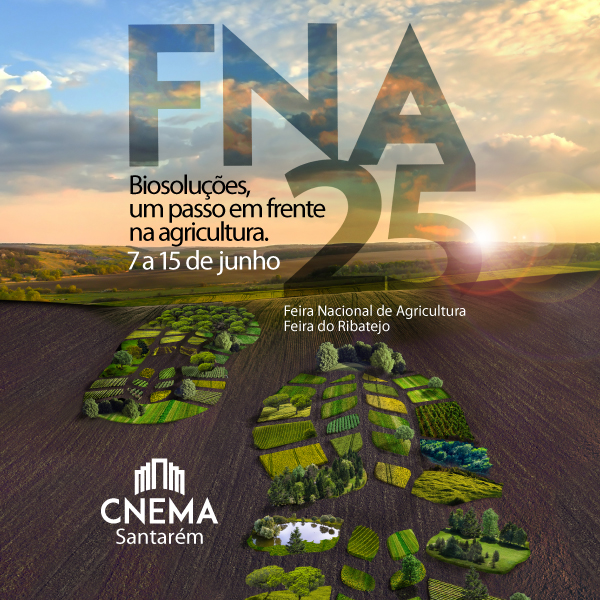 FNA
25
Biosoluções,
um passo em frente
na agricultura.
7 a 15 de junho
Feira Nacional de Agricultura
Feira do Ribatejo
CNEMA
Santarém